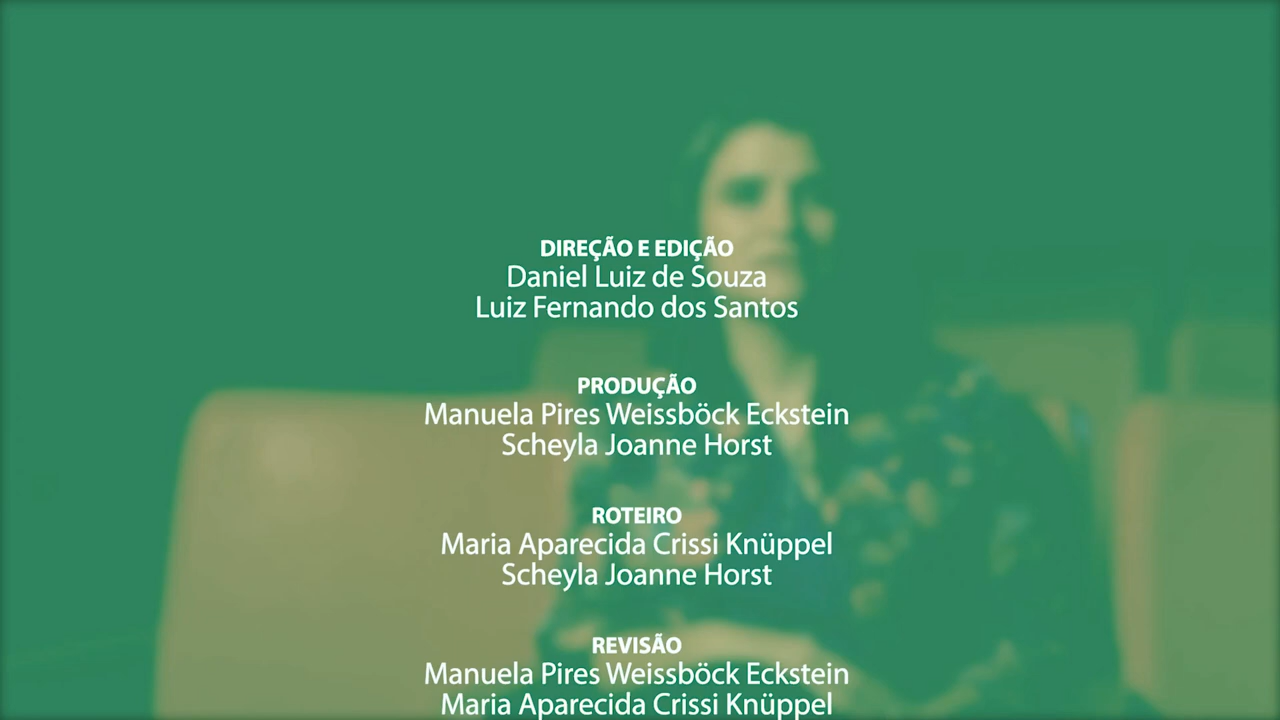 DIREÇÃO E EDIÇÃO
Daniel Luiz de Souza
Luiz Fernando dos Santos
PRODUÇÃO
Manuela Pires Weissböck Eckstein
Scheyla Joanne Horst
ROTEIRO
Maria Aparecida Crissi Knüppel
Scheyla Joanne Horst
REVISÃO
Manuela Pires Weissböck Eckstein
Maria Aparecida Crissi Knüppel